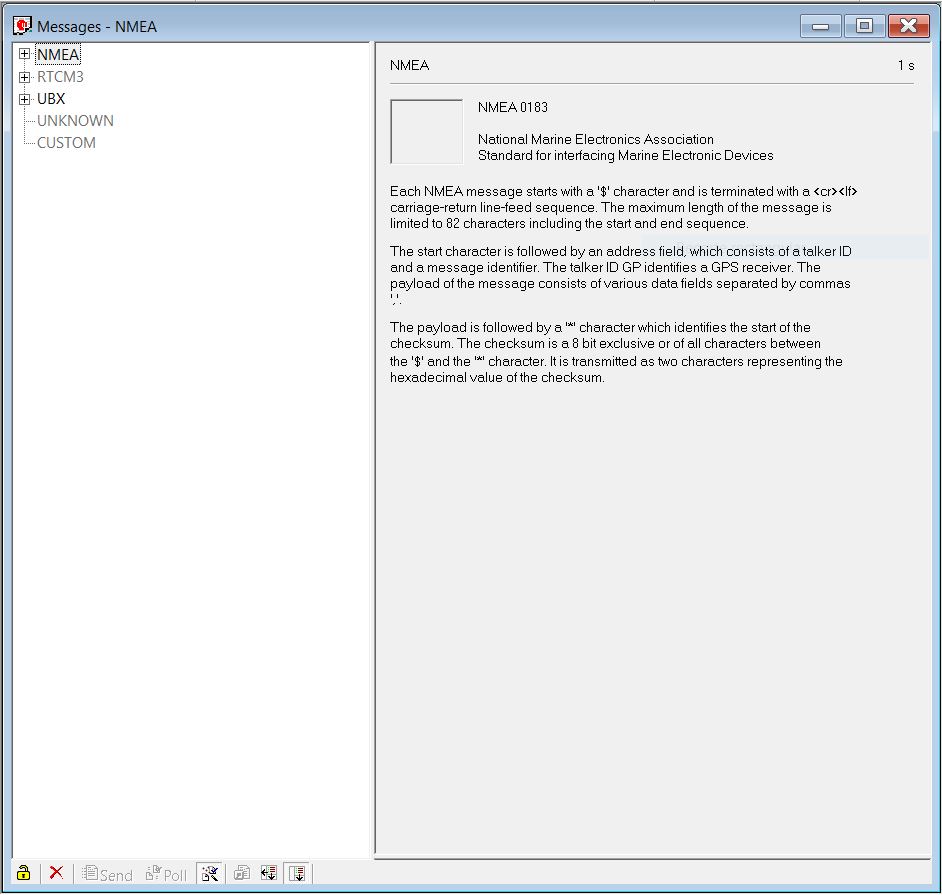 Messages - NMEA
NMEA
RTCM3
UBX
UNKNOWN
CUSTOM
NMEA 1 s
NMEA 0183
National Marine Electronics Association
Standard for interfacing Marine Electronic Devices
Each NMEA message starts with a '$' character and is terminated with a <cr><lf>
carriage-return line-feed sequence. The maximum length of the message is
limited to 82 characters including the start and end sequence.
The start character is followed by an address field, which consists of a talker ID
and a message identifier. The talker ID GP identifies a GPS receiver. The
payload of the message consists of various data fields separated by commas
','.
The payload is followed by a '*' character which identifies the start of the
checksum. The checksum is a 8 bit exclusive or of all characters between
the '$' and the '*' character. It is transmitted as two characters representing the
hexadecimal value of the checksum.
Send Poll